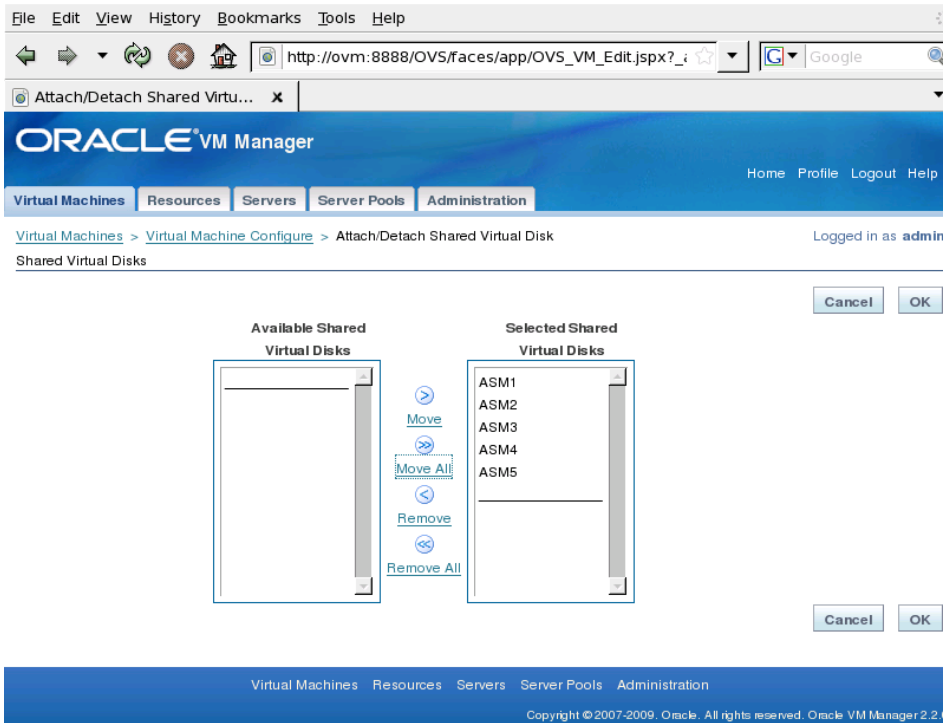 File Edit View History Bookmarks Tools Help
http://ovm:8888/OVS/faces/app/OVS_VM_Edit.jspx?_a
G Google
Attach/Detach Shared Virtu... x
ORACLE VM Manager
Home Profile Logout Help
Virtual Machines Resources Servers Server Pools Administration
Virtual Machines > Virtual Machine Configure > Attach/Detach Shared Virtual Disk
Logged in as admin
Shared Virtual Disks
Cancel OK
Available Shared
Virtual Disks
Selected Shared
Virtual Disks
ASM1
ASM2
ASM3
ASM4
ASM5
Move
Move All
Remove
Remove All
Cancel OK
Virtual Machines Resources Servers Server Pools Administration
Copyright © 2007-2009. Oracle. All rights reserved. Oracle VM Manager 2.2.